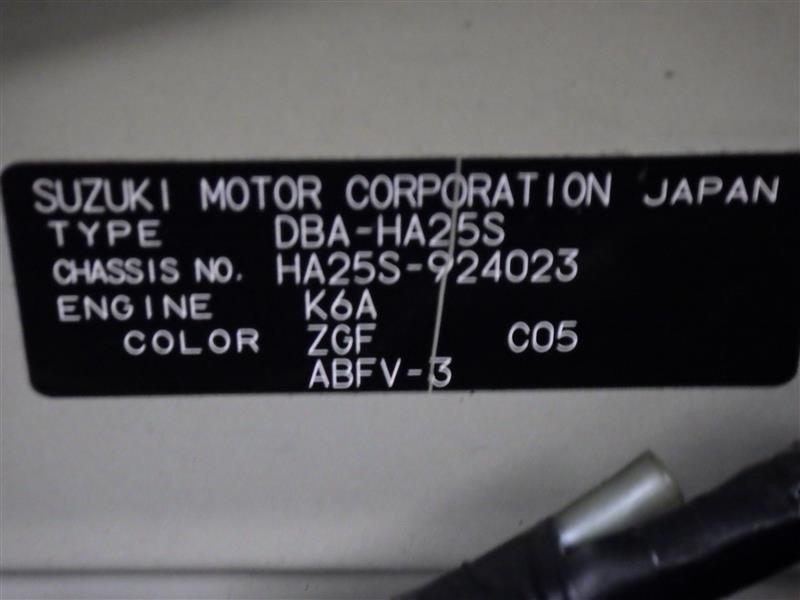 SUZUKI MOTOR CORPORATION JAPAN
TYPE DBA-HA25S
CHASSIS NO. HA25S-924023
ENGINE K6A
COLOR ZGF C05
ABFV-3